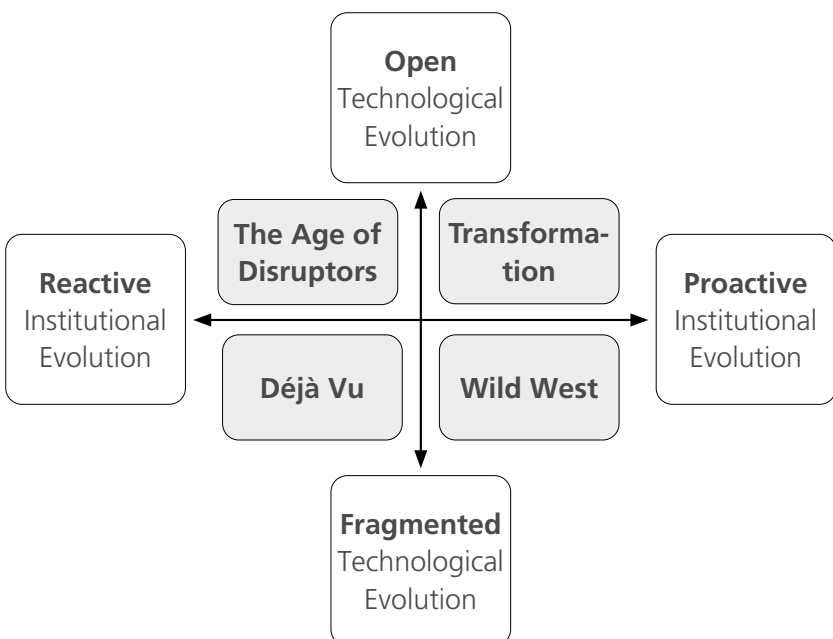 Open
Technological
Evolution
The Age of
Disruptors
Transforma-
tion
Reactive
Institutional
Evolution
Proactive
Institutional
Evolution
Déjà Vu
Wild West
Fragmented
Technological
Evolution